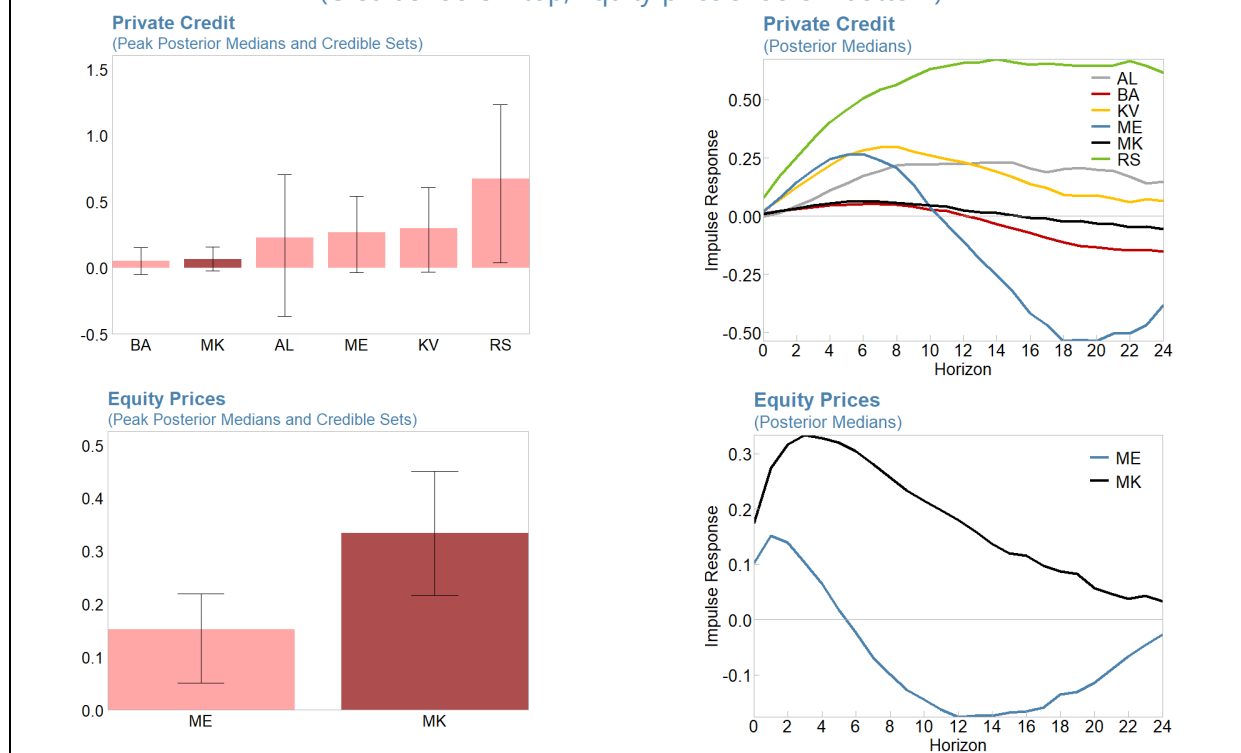 Private Credit
(Peak Posterior Medians and Credible Sets)
1.5
1.0
0.5
0.0
-0.5
BA MK AL ME KV RS
Private Credit
(Posterior Medians)
Impulse Response
0.50
0.25
0.00
-0.25
-0.50
AL
BA
KV
ME
MK
RS
0 2 4 6 8 10 12 14 16 18 20 22 24
Horizon
Equity Prices
(Peak Posterior Medians and Credible Sets)
0.5
0.4
0.3
0.2
0.1
0.0
ME MK
Equity Prices
(Posterior Medians)
Impulse Response
0.3
0.2
0.1
0.0
-0.1
ME
MK
0 2 4 6 8 10 12 14 16 18 20 22 24
Horizon